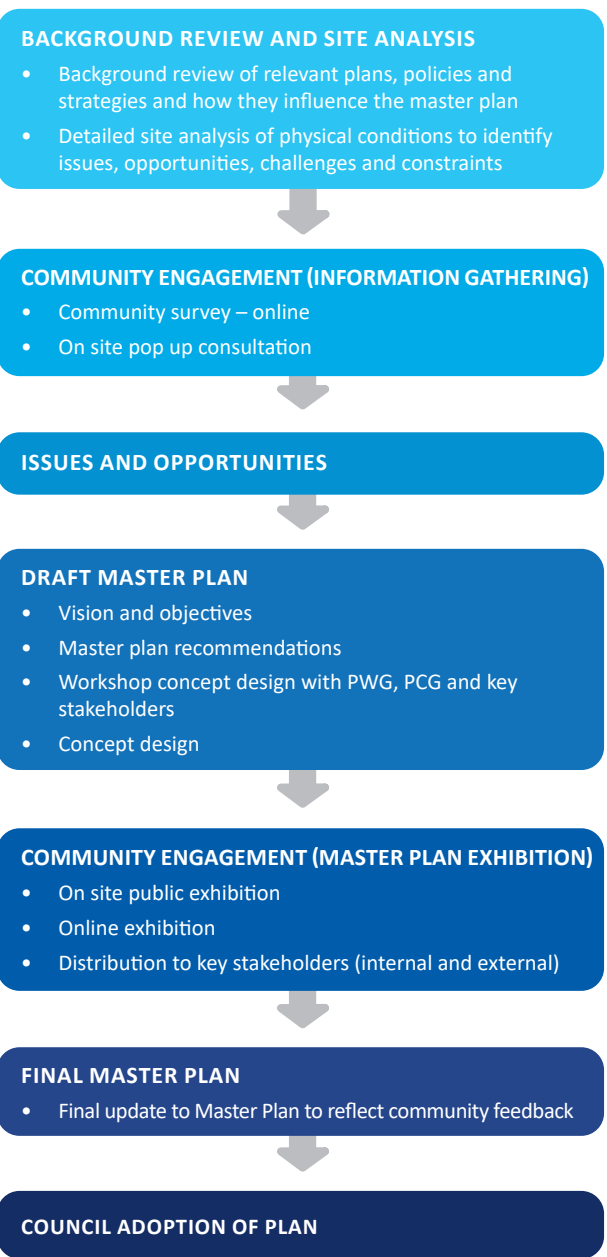 BACKGROUND REVIEW AND SITE ANALYSIS
• Background review of relevant plans, policies and
strategies and how they influence the master plan
• Detailed site analysis of physical conditions to identify
issues, opportunities, challenges and constraints
COMMUNITY ENGAGEMENT (INFORMATION GATHERING)
• Community survey – online
• On site pop up consultation
ISSUES AND OPPORTUNITIES
DRAFT MASTER PLAN
• Vision and objectives
• Master plan recommendations
• Workshop concept design with PWG, PCG and key
stakeholders
• Concept design
COMMUNITY ENGAGEMENT (MASTER PLAN EXHIBITION)
• On site public exhibition
• Online exhibition
• Distribution to key stakeholders (internal and external)
FINAL MASTER PLAN
• Final update to Master Plan to reflect community feedback
COUNCIL ADOPTION OF PLAN